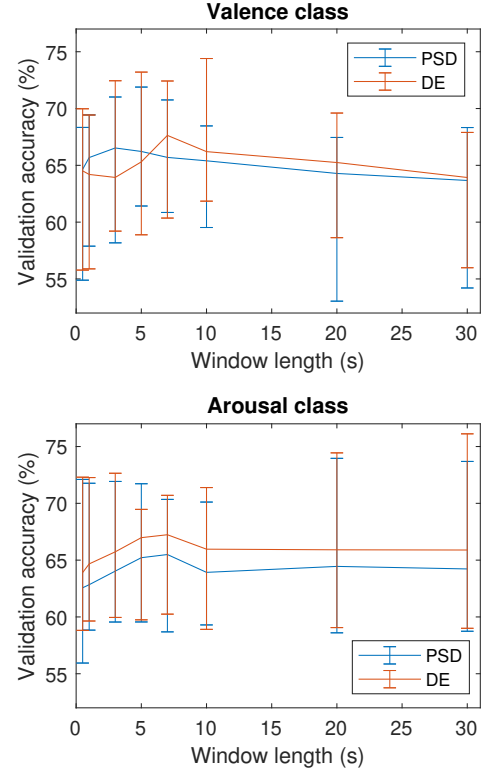 Valence class
75
70
65
60
55
Validation accuracy (%)
PSD
DE
0 5 10 15 20 25 30
Window length (s)
Arousal class
75
70
65
60
55
Validation accuracy (%)
PSD
DE
0 5 10 15 20 25 30
Window length (s)